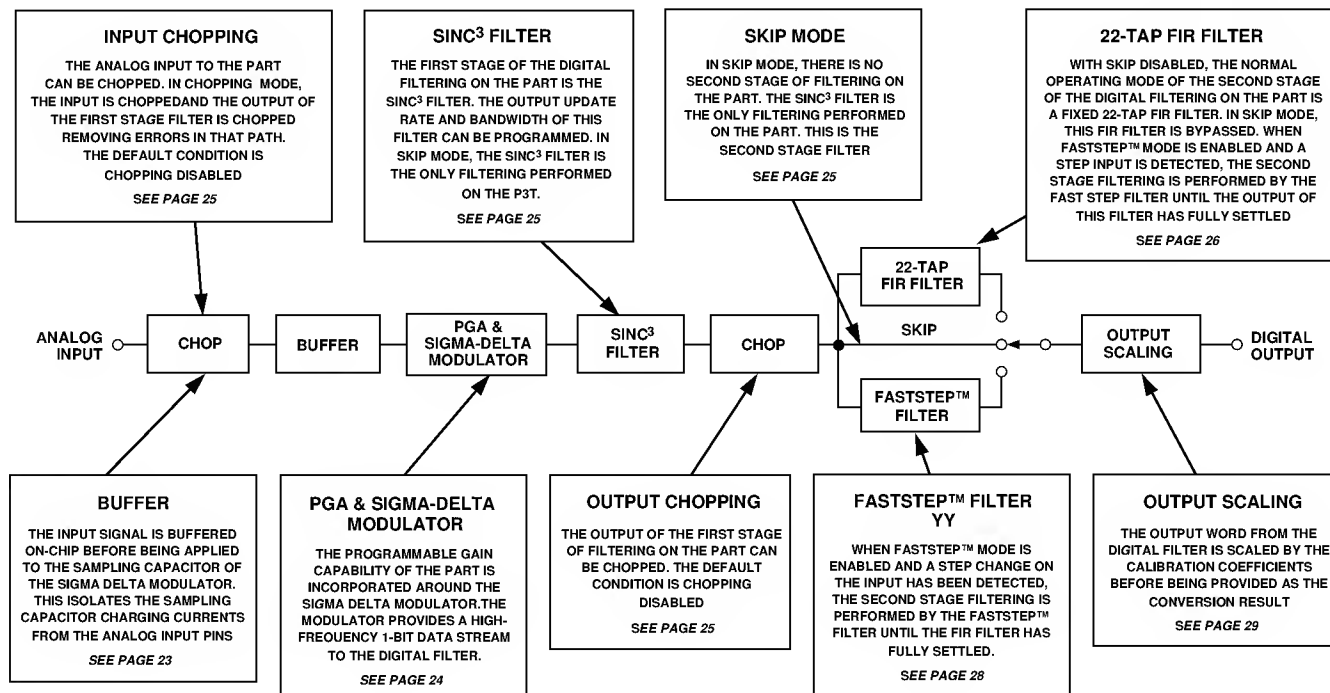 INPUT CHOPPING
THE ANALOG INPUT TO THE PART
CAN BE CHOPPED. IN CHOPPING MODE,
THE INPUT IS CHOPPEDAND THE OUTPUT OF
THE FIRST STAGE FILTER IS CHOPPED
REMOVING ERRORS IN THAT PATH.
THE DEFAULT CONDITION IS
CHOPPING DISABLED
SEE PAGE 25
SINC³ FILTER
THE FIRST STAGE OF THE DIGITAL
FILTERING ON THE PART IS THE
SINC³ FILTER. THE OUTPUT UPDATE
RATE AND BANDWIDTH OF THIS
FILTER CAN BE PROGRAMMED. IN
SKIP MODE, THE SINC³ FILTER IS
THE ONLY FILTERING PERFORMED
ON THE P3T.
SEE PAGE 25
SKIP MODE
IN SKIP MODE, THERE IS NO
SECOND STAGE OF FILTERING ON
THE PART. THE SINC³ FILTER IS
THE ONLY FILTERING PERFORMED
ON THE PART. THIS IS THE
SECOND STAGE FILTER
SEE PAGE 25
22-TAP FIR FILTER
WITH SKIP DISABLED, THE NORMAL
OPERATING MODE OF THE SECOND STAGE
OF THE DIGITAL FILTERING ON THE PART IS
A FIXED 22-TAP FIR FILTER. IN SKIP MODE,
THIS FIR FILTER IS BYPASSED. WHEN
FASTSTEP™ MODE IS ENABLED AND A
STEP INPUT IS DETECTED, THE SECOND
STAGE FILTERING IS PERFORMED BY THE
FAST STEP FILTER UNTIL THE OUTPUT OF
THIS FILTER HAS FULLY SETTLED
SEE PAGE 26
ANALOG
INPUT
CHOP
BUFFER
PGA &
SIGMA-DELTA
MODULATOR
SINC³
FILTER
CHOP
22-TAP
FIR FILTER
SKIP
FASTSTEP™
FILTER
OUTPUT
SCALING
DIGITAL
OUTPUT
BUFFER
THE INPUT SIGNAL IS BUFFERED
ON-CHIP BEFORE BEING APPLIED
TO THE SAMPLING CAPACITOR OF
THE SIGMA DELTA MODULATOR.
THIS ISOLATES THE SAMPLING
CAPACITOR CHARGING CURRENTS
FROM THE ANALOG INPUT PINS
SEE PAGE 23
PGA & SIGMA-DELTA
MODULATOR
THE PROGRAMMABLE GAIN
CAPABILITY OF THE PART IS
INCORPORATED AROUND THE
SIGMA DELTA MODULATOR.THE
MODULATOR PROVIDES A HIGH-
FREQUENCY 1-BIT DATA STREAM
TO THE DIGITAL FILTER.
SEE PAGE 24
OUTPUT CHOPPING
THE OUTPUT OF THE FIRST STAGE
OF FILTERING ON THE PART CAN
BE CHOPPED. THE DEFAULT
CONDITION IS CHOPPING
DISABLED
SEE PAGE 25
FASTSTEP™ FILTER
YY
WHEN FASTSTEP™ MODE IS
ENABLED AND A STEP CHANGE ON
THE INPUT HAS BEEN DETECTED,
THE SECOND STAGE FILTERING IS
PERFORMED BY THE FASTSTEP™
FILTER UNTIL THE FIR FILTER HAS
FULLY SETTLED.
SEE PAGE 28
OUTPUT SCALING
THE OUTPUT WORD FROM THE
DIGITAL FILTER IS SCALED BY THE
CALIBRATION COEFFICIENTS
BEFORE BEING PROVIDED AS THE
CONVERSION RESULT
SEE PAGE 29